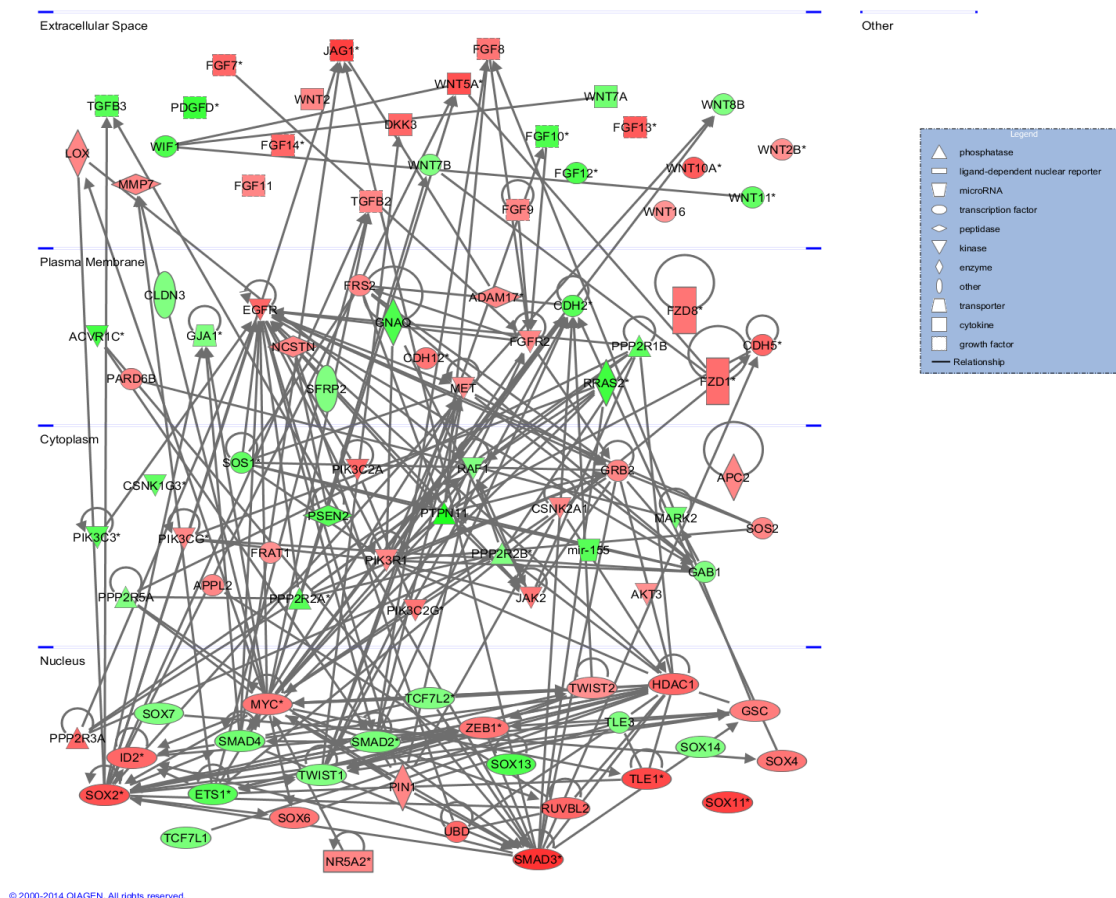 Extracellular Space
Other
JAG1*
FGF8
FGF7*
WNT5A*
WNT2
WNT7A
TGFB3
PDGFD*
WNT8B
DKK3
FGF13*
FGF10*
WIF1
FGF14*
LOX
WNT2B*
WNT7B
WNT10A*
FGF12*
MMP7
FGF11
WNT11*
TGFB2
FGF9
WNT16
Plasma Membrane
FRS2
CLDN3
ADAM17*
EGFR
CDH2*
FZD8*
GNAQ
ACVR1C*
GJA1*
FGFR2*
NCSTN
PPP2R1B
CDH5*
CDH12*
PARD6B
SFRP2
MET
RRAS2*
FZD1*
Cytoplasm
SOS1*
PIK3C2A
RAF1
GRB2
APC2
CSNK1G3*
CSNK2A1
PSEN2
PTPN11
MARK2
SOS2
PIK3C3*
PIK3CG*
FRAT1
PIK3R1
PPP2R2B*
mir-155
GAB1
APPL2
PPP2R5A
PPP2R2A*
JAK2
AKT3
PIK3C2G*
Nucleus
HDAC1
TWIST2
MYC*
TCF7L2*
SOX7
GSC
ZEB1*
TLE3
PPP2R3A
SMAD4
SMAD2*
SOX14
ID2*
SOX13
SOX4
TWIST1
TLE1*
PIN1
SOX2*
ETS1*
SOX11*
RUVBL2
SOX6
UBD
TCF7L1
NR5A2*
SMAD3*
Legend
phosphatase
ligand-dependent nuclear reporter
microRNA
transcription factor
peptidase
kinase
enzyme
other
transporter
cytokine
growth factor
Relationship
© 2000-2014 QIAGEN. All rights reserved.